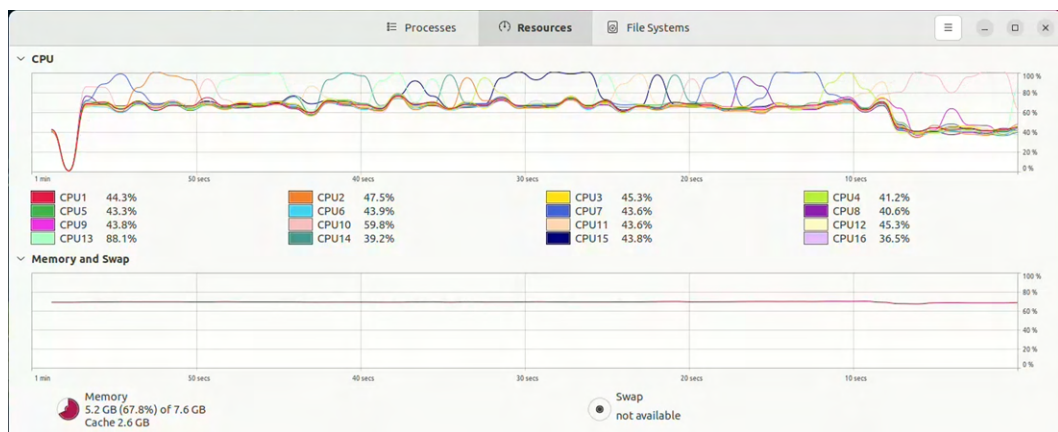 Processes Resources File Systems
CPU
100 %
80 %
60 %
40 %
20 %
0 %
1 min 50 secs 40 secs 30 secs 20 secs 10 secs
CPU1 44.3% CPU2 47.5% CPU3 45.3% CPU4 41.2%
CPU5 43.3% CPU6 43.9% CPU7 43.6% CPU8 40.6%
CPU9 43.8% CPU10 59.8% CPU11 43.6% CPU12 45.3%
CPU13 88.1% CPU14 39.2% CPU15 43.8% CPU16 36.5%
Memory and Swap
100 %
80 %
60 %
40 %
20 %
0 %
1 min 50 secs 40 secs 30 secs 20 secs 10 secs
Memory Swap
5.2 GB (67.8%) of 7.6 GB not available
Cache 2.6 GB